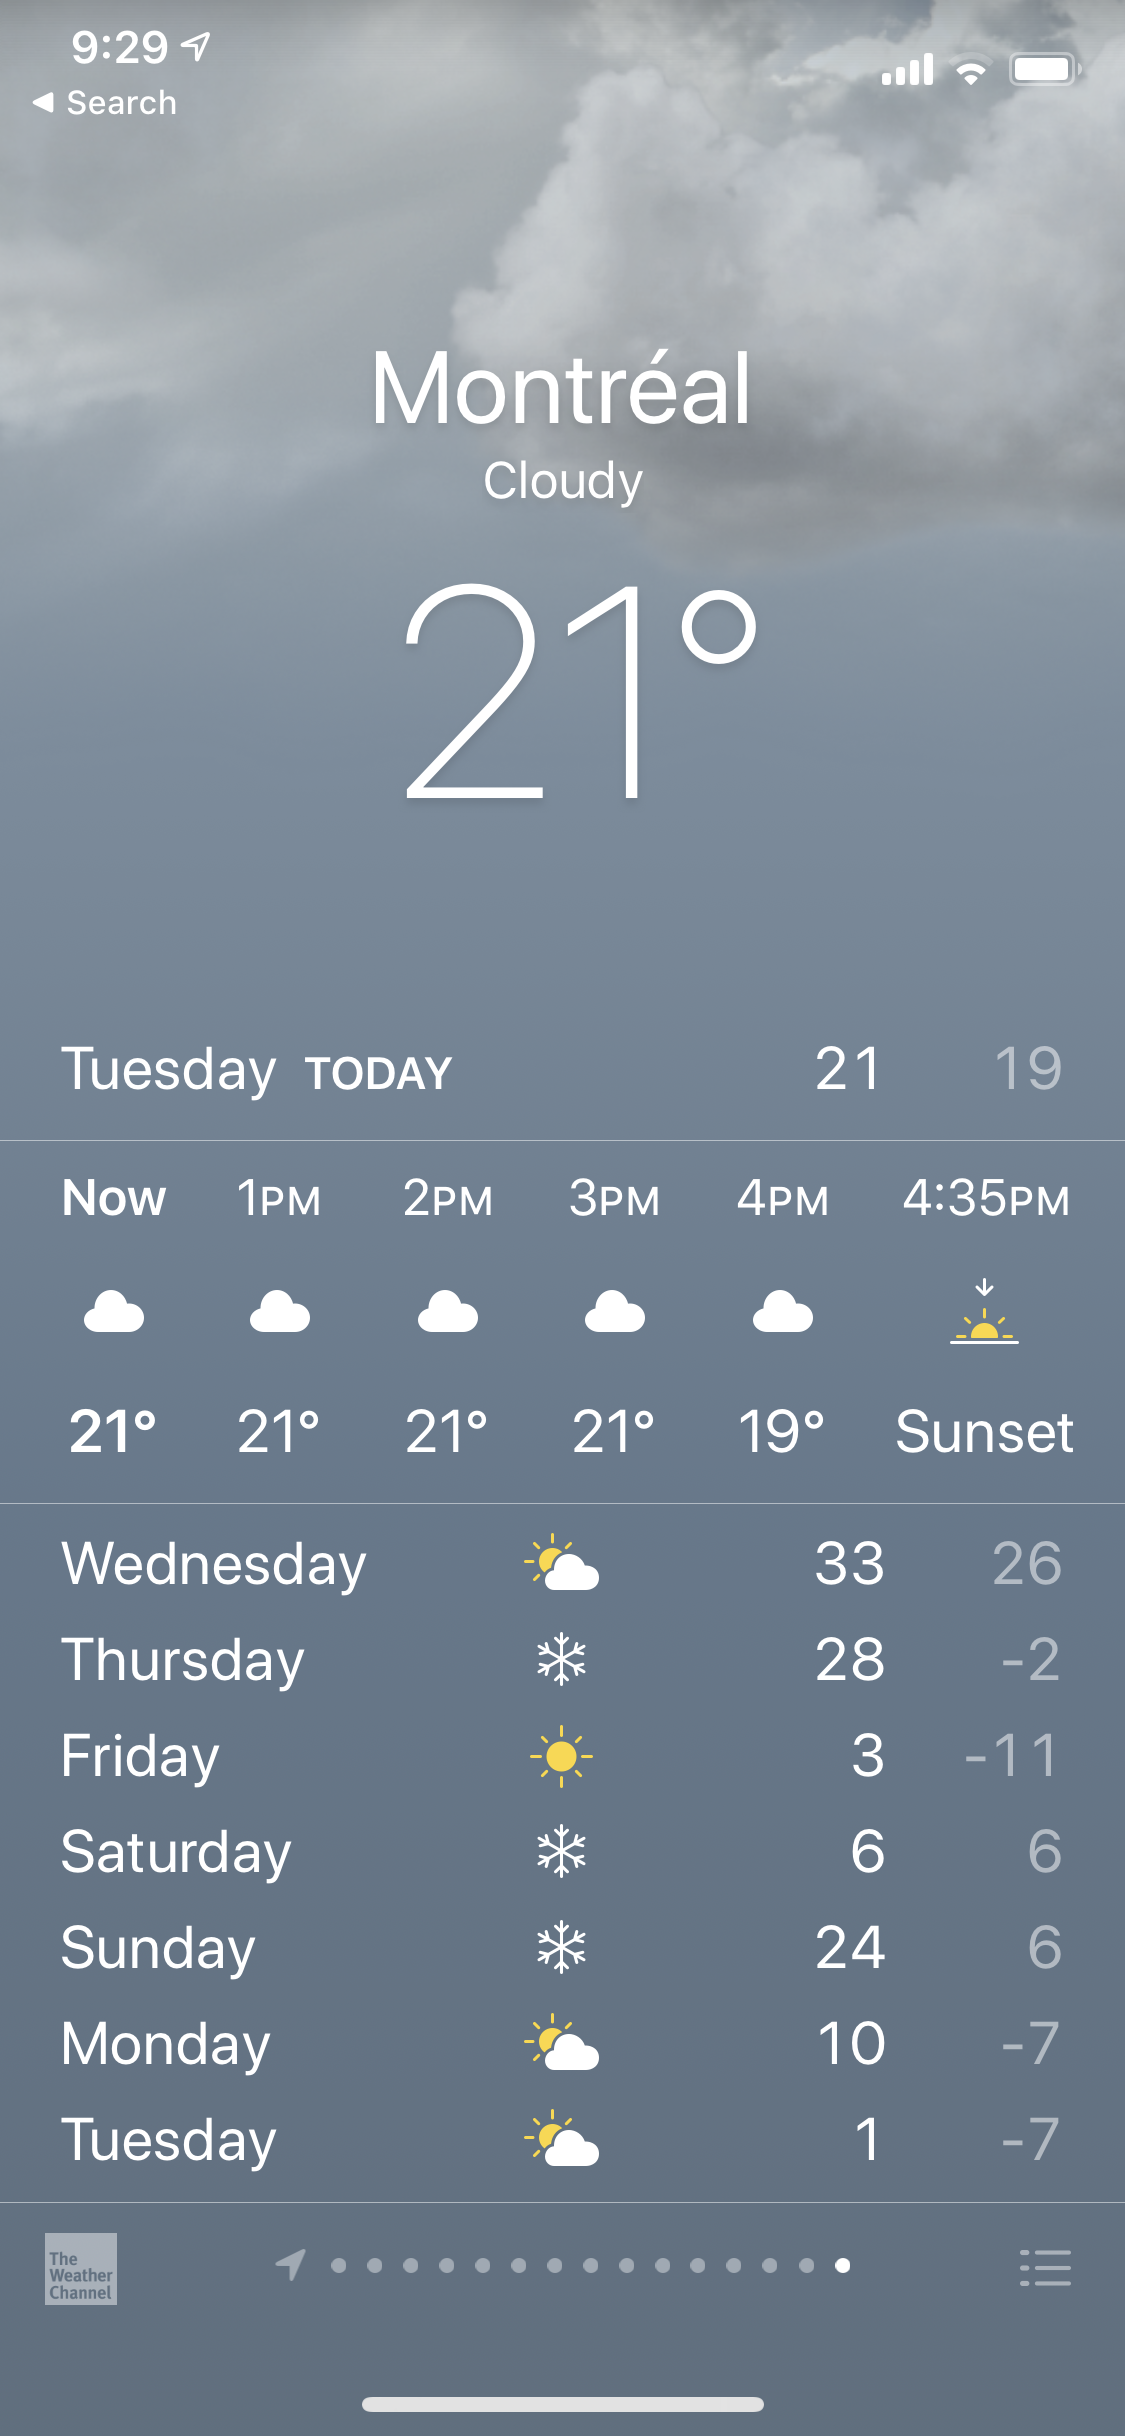 9:29
Search
Montréal
Cloudy
21°
Tuesday TODAY 21 19
Now 1PM 2PM 3PM 4PM 4:35PM
21° 21° 21° 21° 19° Sunset
Wednesday 33 26
Thursday 28 -2
Friday 3 -11
Saturday 6 6
Sunday 24 6
Monday 10 -7
Tuesday 1 -7
The
Weather
Channel